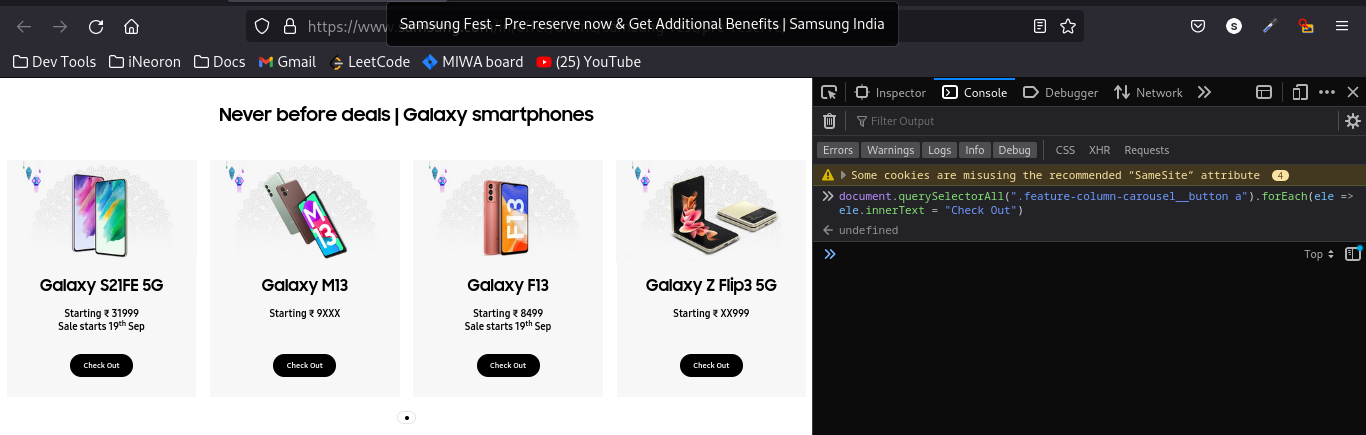 Samsung Fest - Pre-reserve now & Get Additional Benefits | Samsung India
https://www.
Dev Tools iNeoron Docs Gmail LeetCode MIWA board (25) YouTube
Never before deals | Galaxy smartphones
Galaxy S21FE 5G
Starting ₹ 31999
Sale starts 19th Sep
Check Out
M13
Galaxy M13
Starting ₹ 9XXX
Check Out
F13
Galaxy F13
Starting ₹ 8499
Sale starts 19th Sep
Check Out
Galaxy Z Flip3 5G
Starting ₹ XX999
Check Out
Inspector Console Debugger Network
Filter Output
Errors Warnings Logs Info Debug CSS XHR Requests
Some cookies are misusing the recommended “SameSite“ attribute 4
document.querySelectorAll(".feature-column-carousel__button a").forEach(ele =>
ele.innerText = "Check Out")
undefined
Top